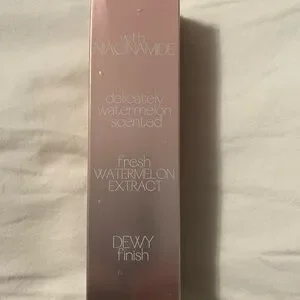 with
NIACINAMIDE
delicately
watermelon
scented
fresh
WATERMELON
EXTRACT
DEWY
finish